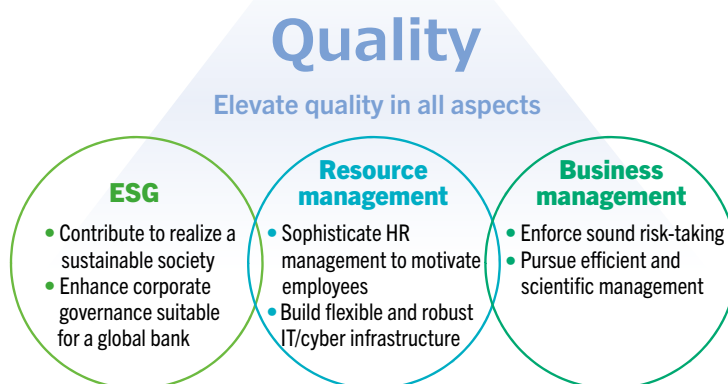 Quality
Elevate quality in all aspects
ESG
• Contribute to realize a
sustainable society
• Enhance corporate
governance suitable
for a global bank
Resource
management
• Sophisticate HR
management to motivate
employees
• Build flexible and robust
IT/cyber infrastructure
Business
management
• Enforce sound risk-taking
• Pursue efficient and
scientific management